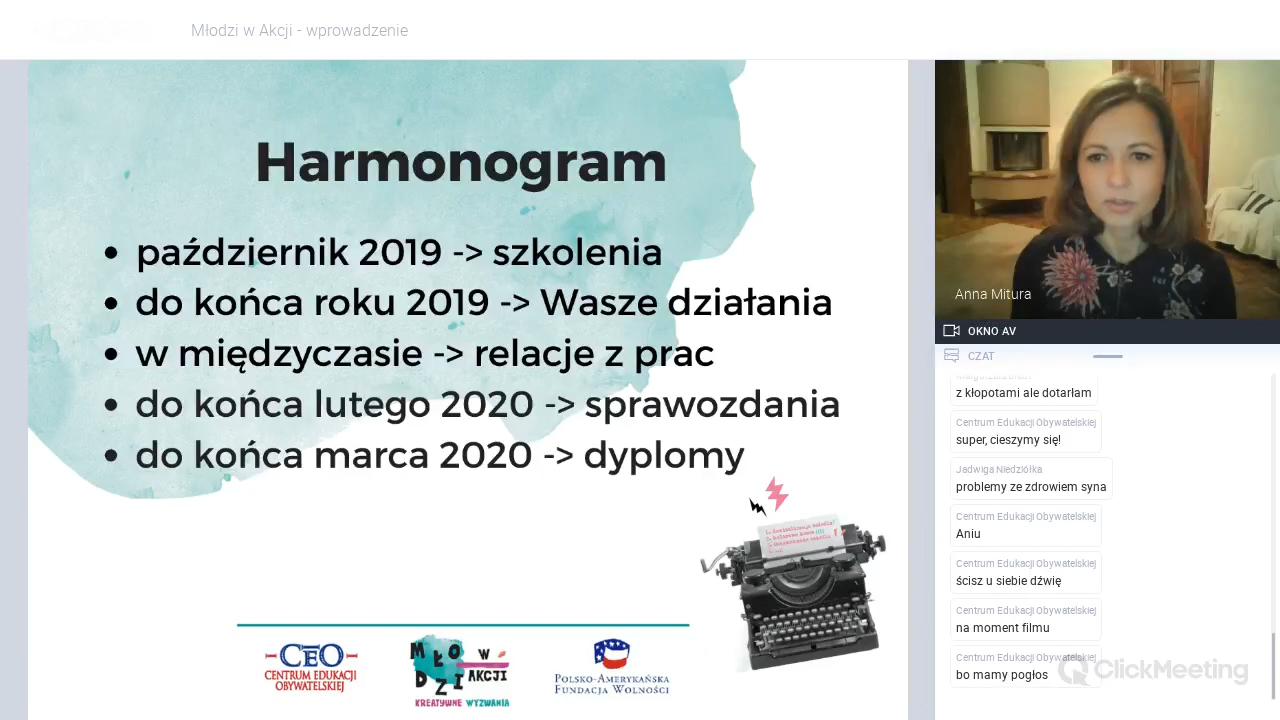 Młodzi w Akcji - wprowadzenie
Harmonogram
• październik 2019 -> szkolenia
• do końca roku 2019 -> Wasze działania
• w międzyczasie -> relacje z prac
• do końca lutego 2020 -> sprawozdania
• do końca marca 2020 -> dyplomy
CEO
CENTRUM EDUKACJI
OBYWATELSKIEJ
MŁODZI W AKCJI
KREATYWNE WYZWANIA
POLSKO-AMERYKAŃSKA
FUNDACJA WOLNOŚCI
Anna Mitura
OKNO AV
CZAT
z kłopotami ale dotarłam
Centrum Edukacji Obywatelskiej
super, cieszymy się!
Jadwiga Niedziółka
problemy ze zdrowiem syna
Centrum Edukacji Obywatelskiej
Aniu
Centrum Edukacji Obywatelskiej
ścisz u siebie dźwię
Centrum Edukacji Obywatelskiej
na moment filmu
Centrum Edukacji Obywatelskiej
bo mamy pogłos
ClickMeeting